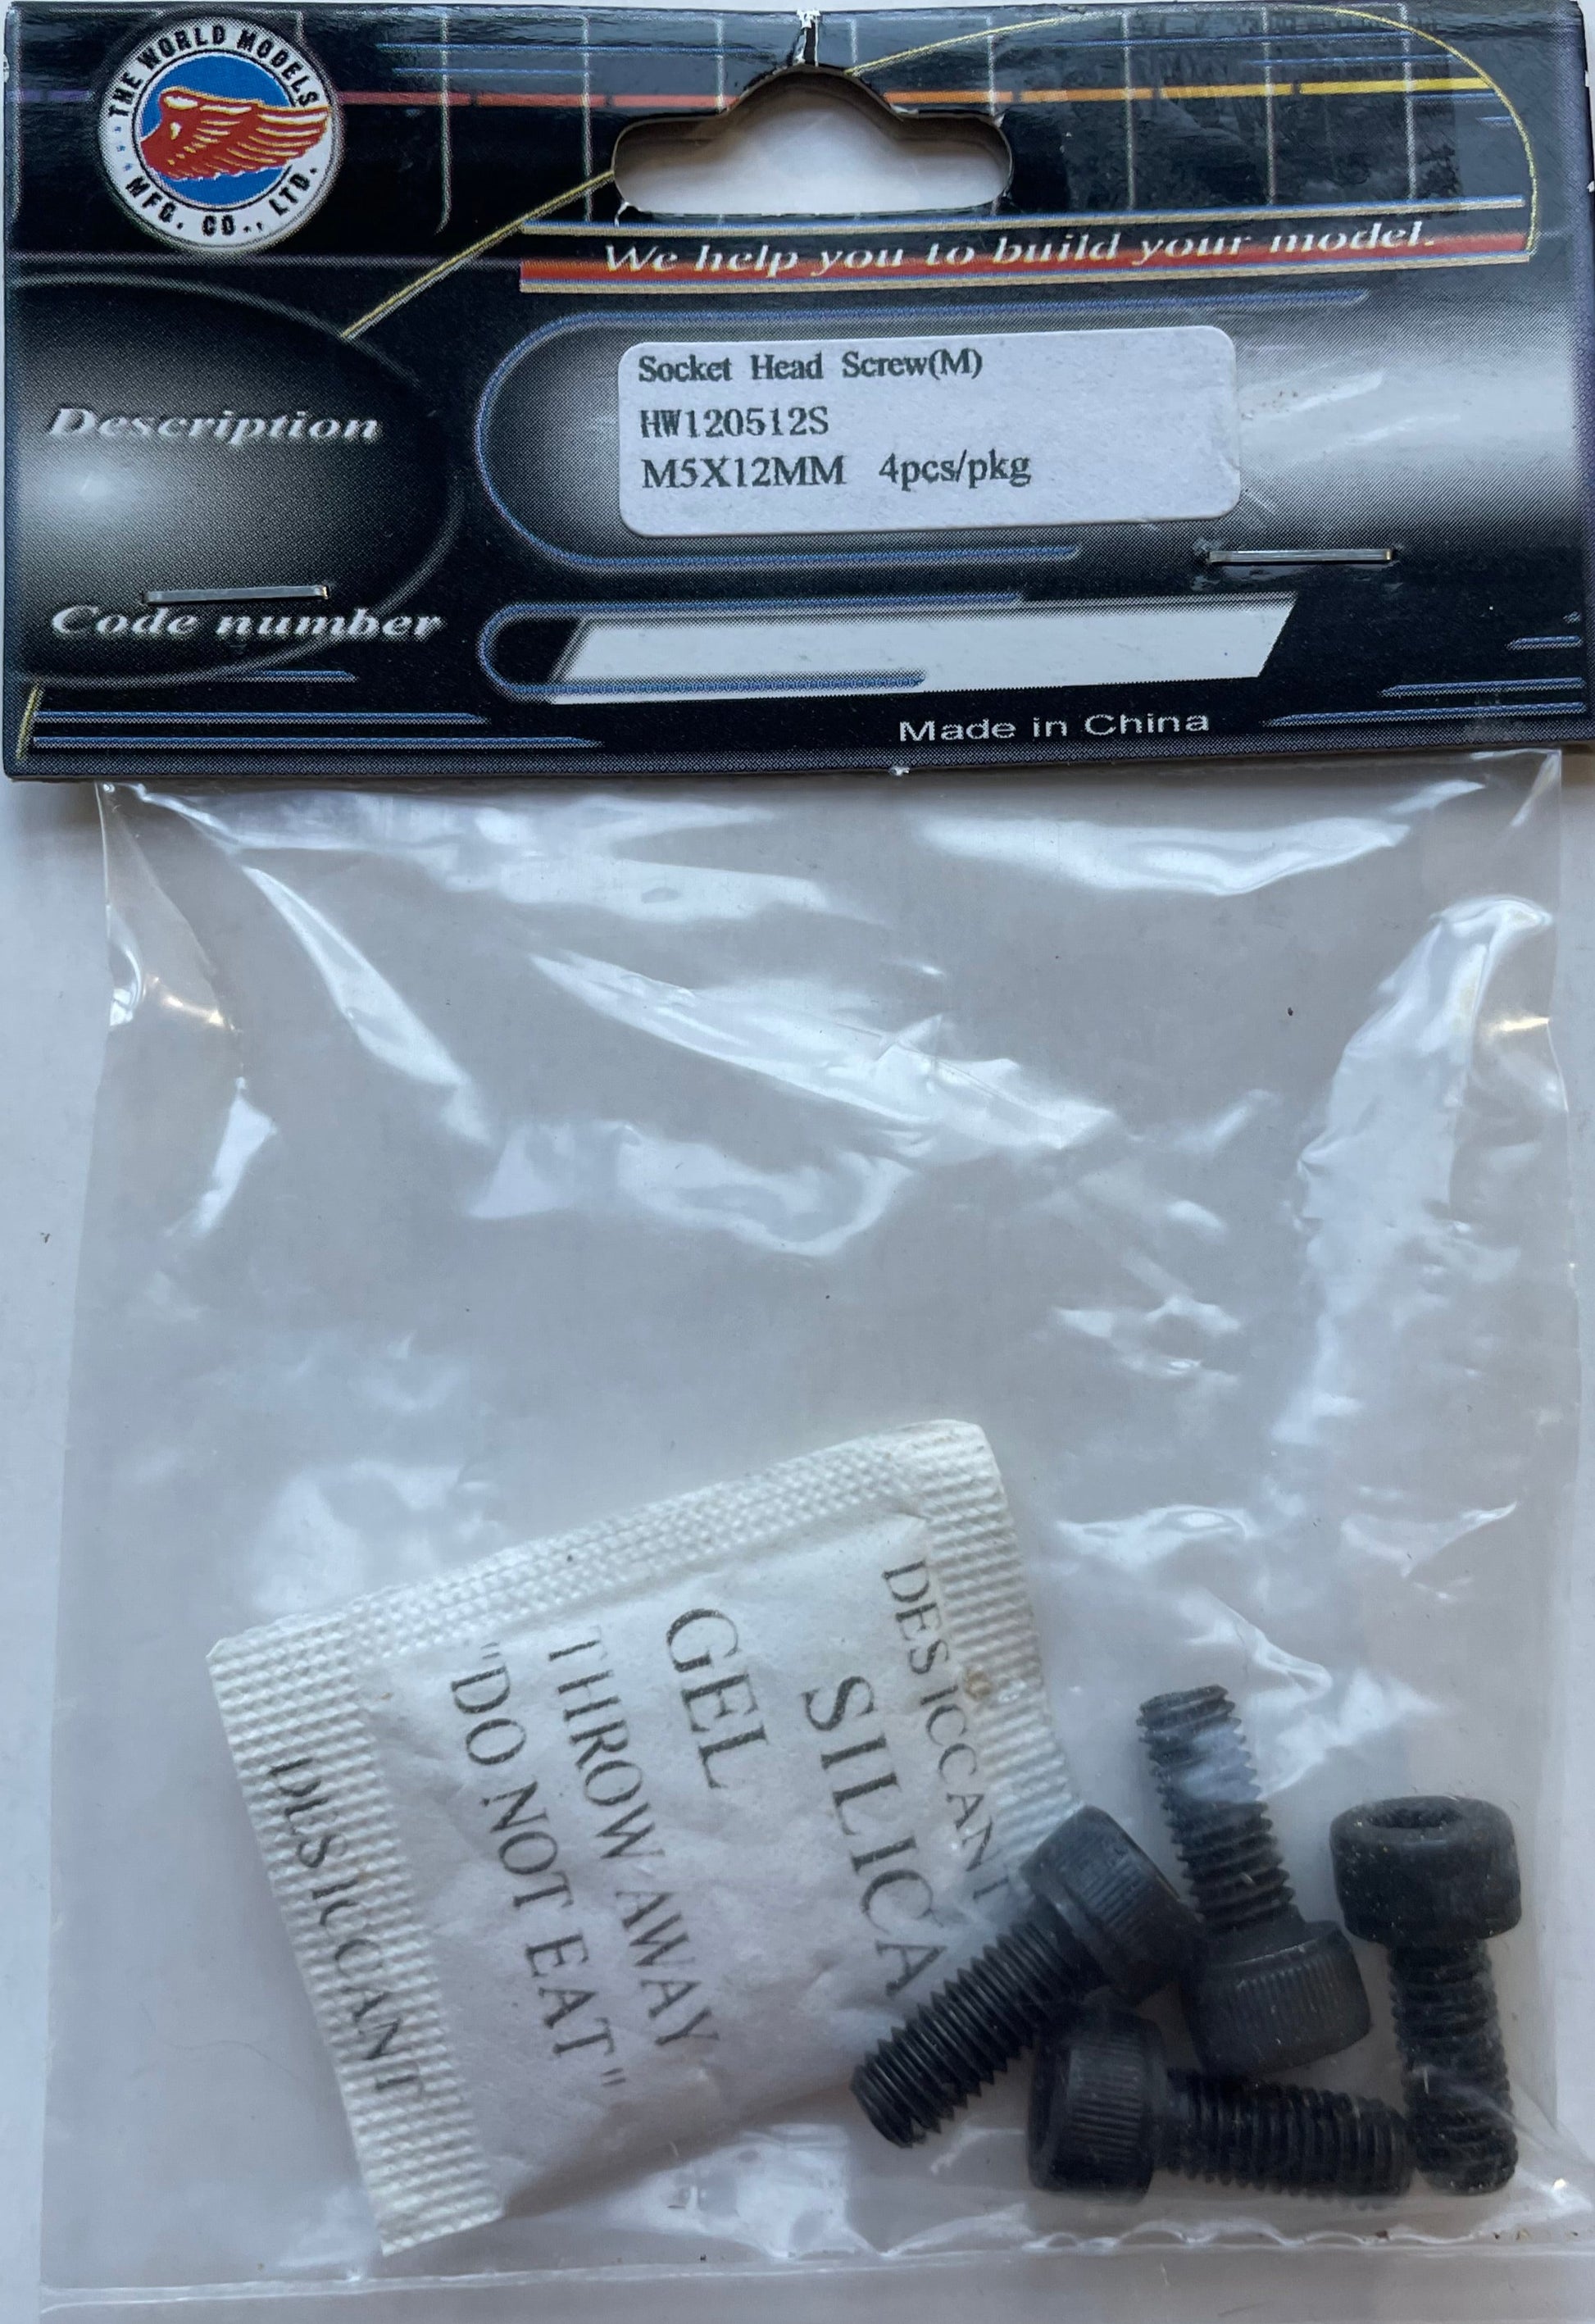 THE WORLD MODELS
MFG. CO., LTD.
We help you to build your model.
Description
Socket Head Screw(M)
HW120512S
M5X12MM 4pcs/pkg
Code number
Made in China
DESICCANT
SILICA
GEL
THROW AWAY
"DO NOT EAT"
DESICCANT